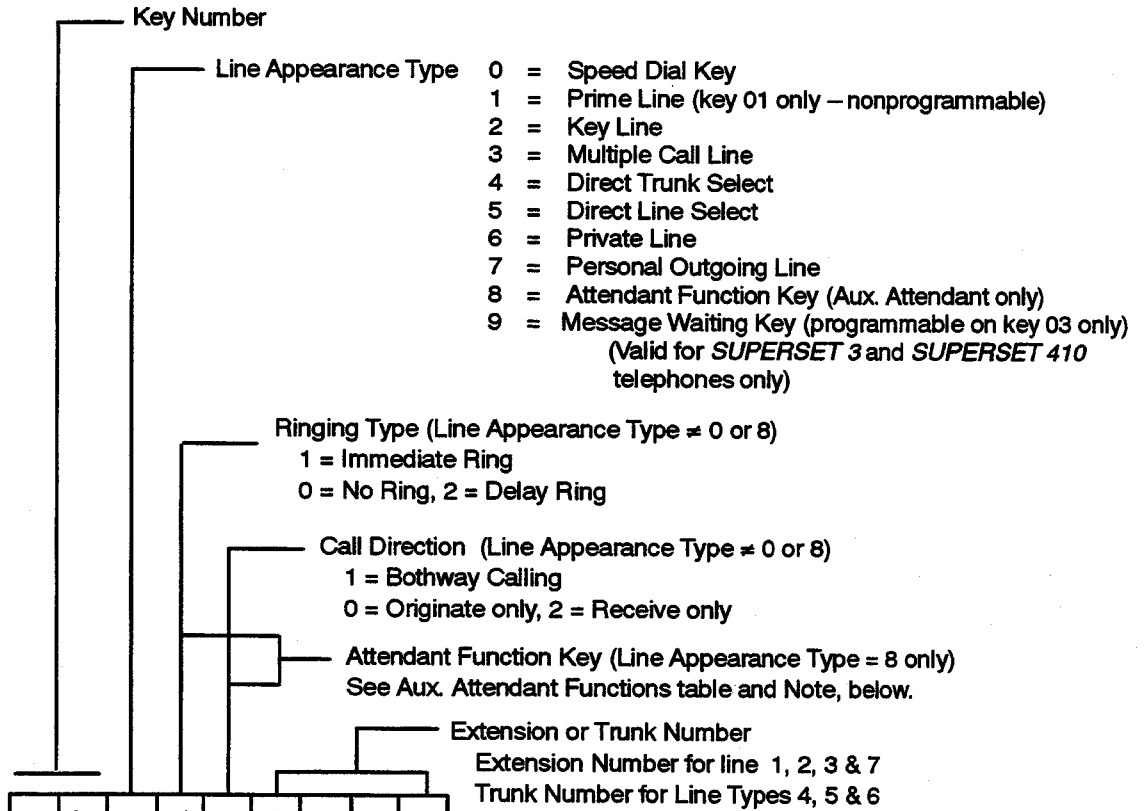 Key Number
Line Appearance Type 0 = Speed Dial Key
1 = Prime Line (key 01 only – nonprogrammable)
2 = Key Line
3 = Multiple Call Line
4 = Direct Trunk Select
5 = Direct Line Select
6 = Private Line
7 = Personal Outgoing Line
8 = Attendant Function Key (Aux. Attendant only)
9 = Message Waiting Key (programmable on key 03 only)
(Valid for SUPERSET 3 and SUPERSET 410
telephones only)
Ringing Type (Line Appearance Type ≠ 0 or 8)
1 = Immediate Ring
0 = No Ring, 2 = Delay Ring
Call Direction (Line Appearance Type ≠ 0 or 8)
1 = Bothway Calling
0 = Originate only, 2 = Receive only
Attendant Function Key (Line Appearance Type = 8 only)
See Aux. Attendant Functions table and Note, below.
Extension or Trunk Number
Extension Number for line 1, 2, 3 & 7
Trunk Number for Line Types 4, 5 & 6